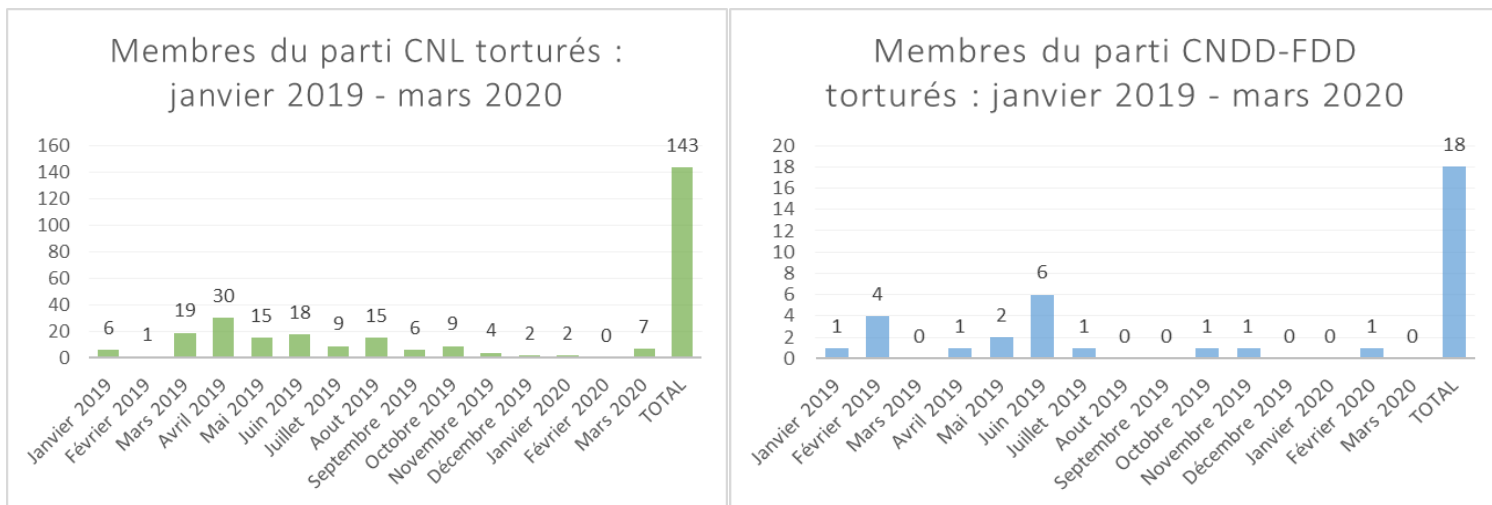 Membres du parti CNL torturés :
janvier 2019 - mars 2020
160
140
120
100
80
60
40
20
0
6
1
19
30
15
18
9
15
6
9
4
2
2
0
7
143
Janvier 2019
Février 2019
Mars 2019
Avril 2019
Mai 2019
Juin 2019
Juillet 2019
Aout 2019
Septembre 2019
Octobre 2019
Novembre 2019
Décembre 2019
Janvier 2020
Février 2020
Mars 2020
TOTAL
Membres du parti CNDD-FDD
torturés : janvier 2019 - mars 2020
20
18
16
14
12
10
8
6
4
2
0
1
4
0
1
2
6
1
0
0
1
1
0
0
1
0
18
Janvier 2019
Février 2019
Mars 2019
Avril 2019
Mai 2019
Juin 2019
Juillet 2019
Aout 2019
Septembre 2019
Octobre 2019
Novembre 2019
Décembre 2019
Janvier 2020
Février 2020
Mars 2020
TOTAL